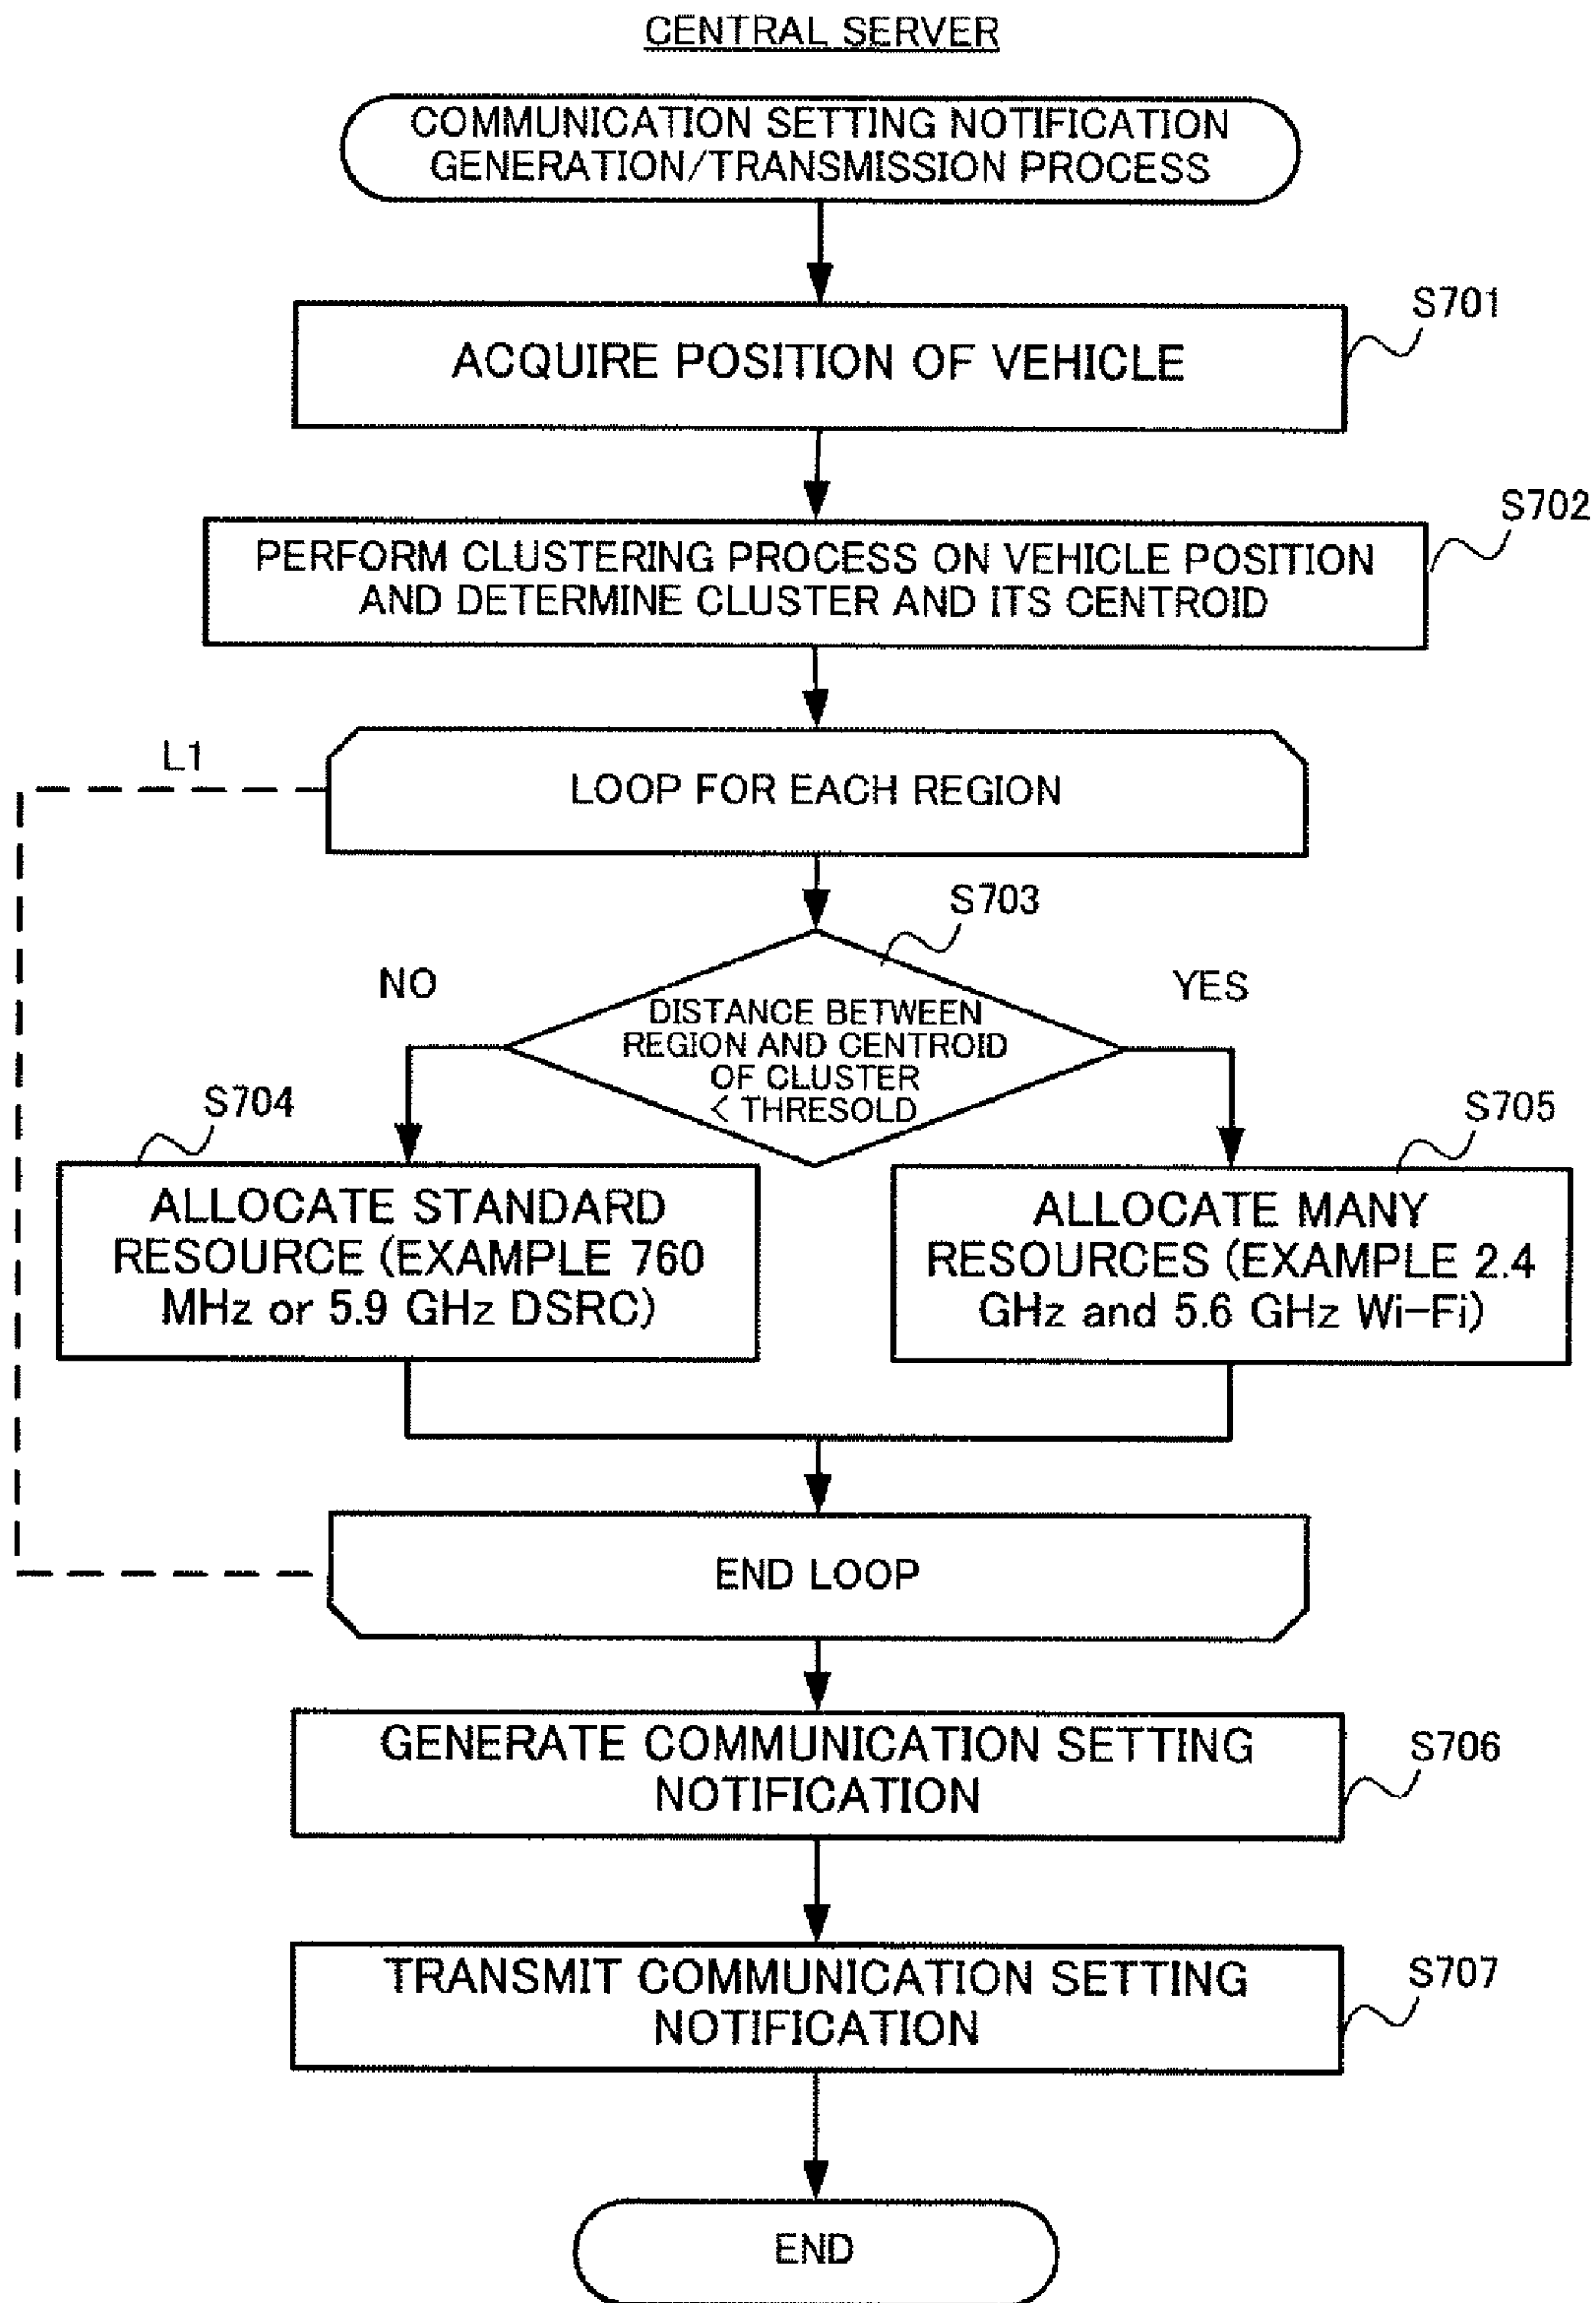 CENTRAL SERVER
COMMUNICATION SETTING NOTIFICATION
GENERATION/TRANSMISSION PROCESS
S701
ACQUIRE POSITION OF VEHICLE
S702
PERFORM CLUSTERING PROCESS ON VEHICLE POSITION
AND DETERMINE CLUSTER AND ITS CENTROID
L1
LOOP FOR EACH REGION
S703
NO
YES
DISTANCE BETWEEN
REGION AND CENTROID
OF CLUSTER
< THRESOLD
S704
S705
ALLOCATE STANDARD
RESOURCE (EXAMPLE 760
MHz or 5.9 GHz DSRC)
ALLOCATE MANY
RESOURCES (EXAMPLE 2.4
GHz and 5.6 GHz Wi-Fi)
END LOOP
GENERATE COMMUNICATION SETTING
NOTIFICATION
S706
TRANSMIT COMMUNICATION SETTING
NOTIFICATION
S707
END